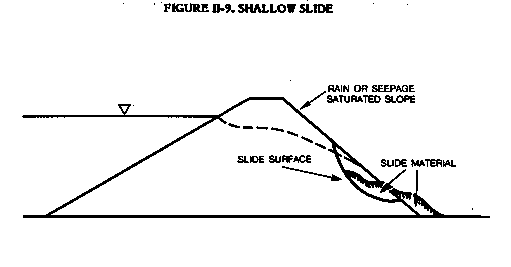 FIGURE II-9. SHALLOW SLIDE
RAIN OR SEEPAGE
SATURATED SLOPE
SLIDE SURFACE
SLIDE MATERIAL